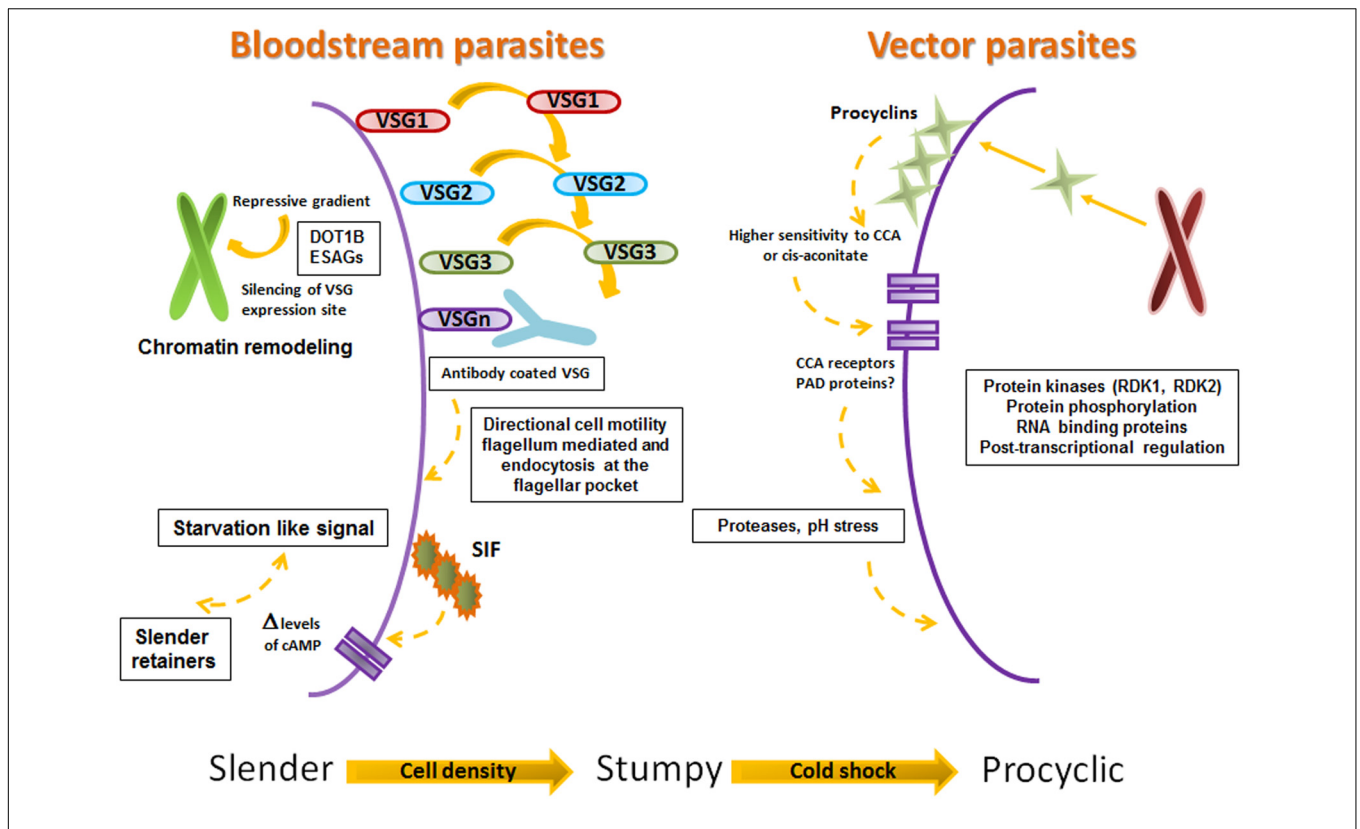 Bloodstream parasites
Vector parasites
VSG1
VSG1
VSG2
VSG2
VSG3
VSG3
VSGn
Repressive gradient
DOT1B
ESAGs
Silencing of VSG
expression site
Chromatin remodeling
Antibody coated VSG
Directional cell motility
flagellum mediated and
endocytosis at the
flagellar pocket
Starvation like signal
SIF
Slender
retainers
Δ levels
of cAMP
Procyclins
Higher sensitivity to CCA
or cis-aconitate
CCA receptors
PAD proteins?
Protein kinases (RDK1, RDK2)
Protein phosphorylation
RNA binding proteins
Post-transcriptional regulation
Proteases, pH stress
Slender
Cell density
Stumpy
Cold shock
Procyclic